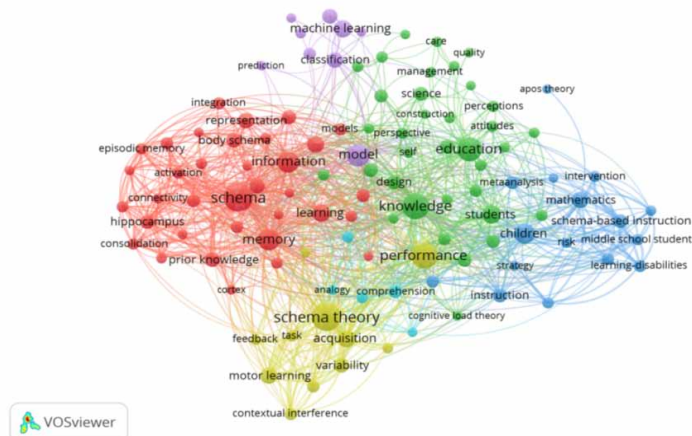 machine learning
care
quality
classification
prediction
management
apos theory
science
integration
construction
perceptions
representation
models
perspective
attitudes
body schema
episodic memory
self
education
information
model
activation
design
metaanalysis
intervention
connectivity
schema
knowledge
mathematics
learning
students
hippocampus
schema-based instruction
children
consolidation
memory
risk
middle school student
prior knowledge
performance
strategy
learning-disabilities
cortex
analogy
comprehension
instruction
schema theory
cognitive load theory
feedback
task
acquisition
variability
motor learning
contextual interference
VOSviewer